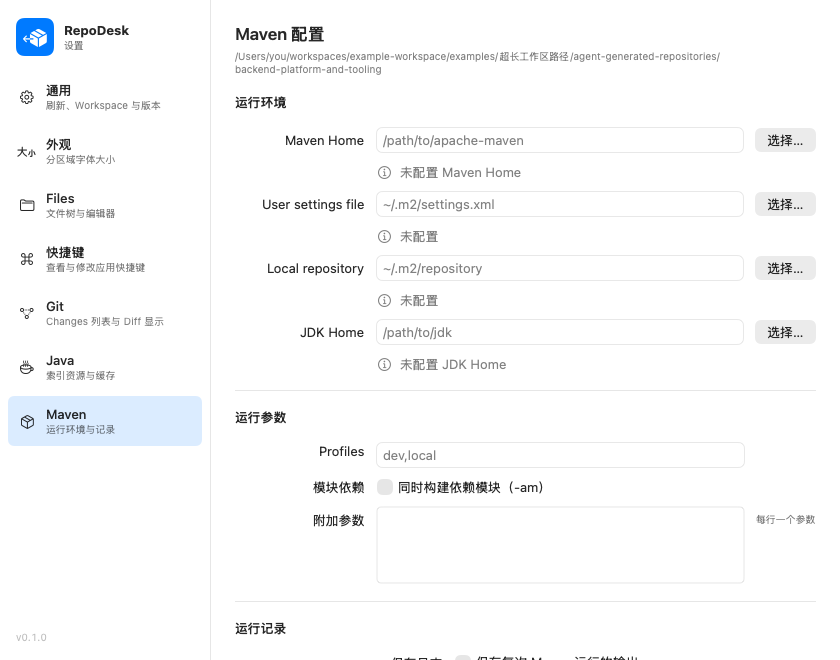 RepoDesk
设置
通用
刷新、Workspace 与版本
大小
外观
分区域字体大小
Files
文件树与编辑器
快捷键
查看与修改应用快捷键
Git
Changes 列表与 Diff 显示
Java
索引资源与缓存
Maven
运行环境与记录
v0.1.0
Maven 配置
/Users/you/workspaces/example-workspace/examples/超长工作区路径/agent-generated-repositories/
backend-platform-and-tooling
运行环境
Maven Home /path/to/apache-maven 选择...
未配置 Maven Home
User settings file ~/.m2/settings.xml 选择...
未配置
Local repository ~/.m2/repository 选择...
未配置
JDK Home /path/to/jdk 选择...
未配置 JDK Home
运行参数
Profiles dev,local
模块依赖 同时构建依赖模块（-am）
附加参数 每行一个参数
运行记录